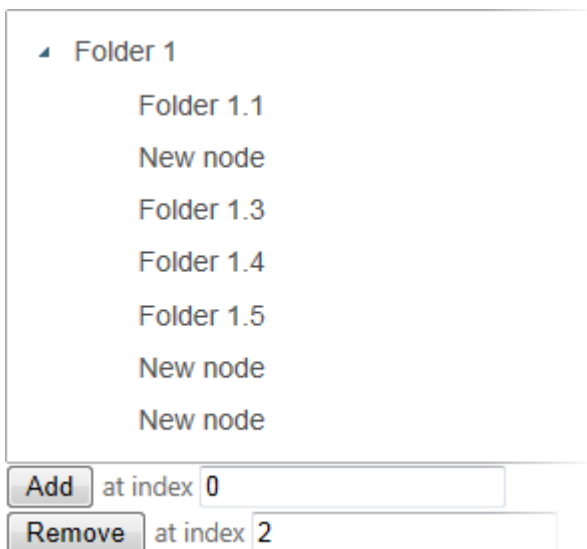 Folder 1
Folder 1.1
New node
Folder 1.3
Folder 1.4
Folder 1.5
New node
New node
Add at index 0
Remove at index 2